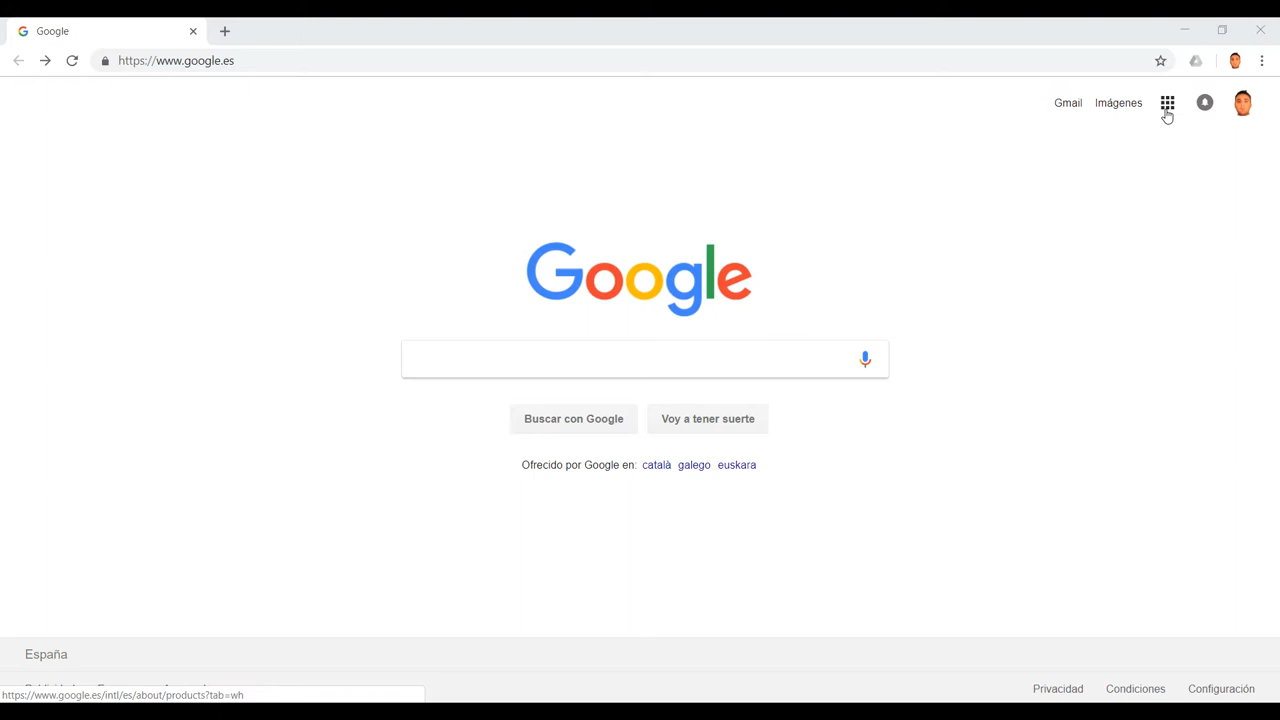 Google
https://www.google.es
Gmail Imágenes
Google
Buscar con Google Voy a tener suerte
Ofrecido por Google en: català galego euskara
España
https://www.google.es/intl/es/about/products?tab=wh
Privacidad Condiciones Configuración